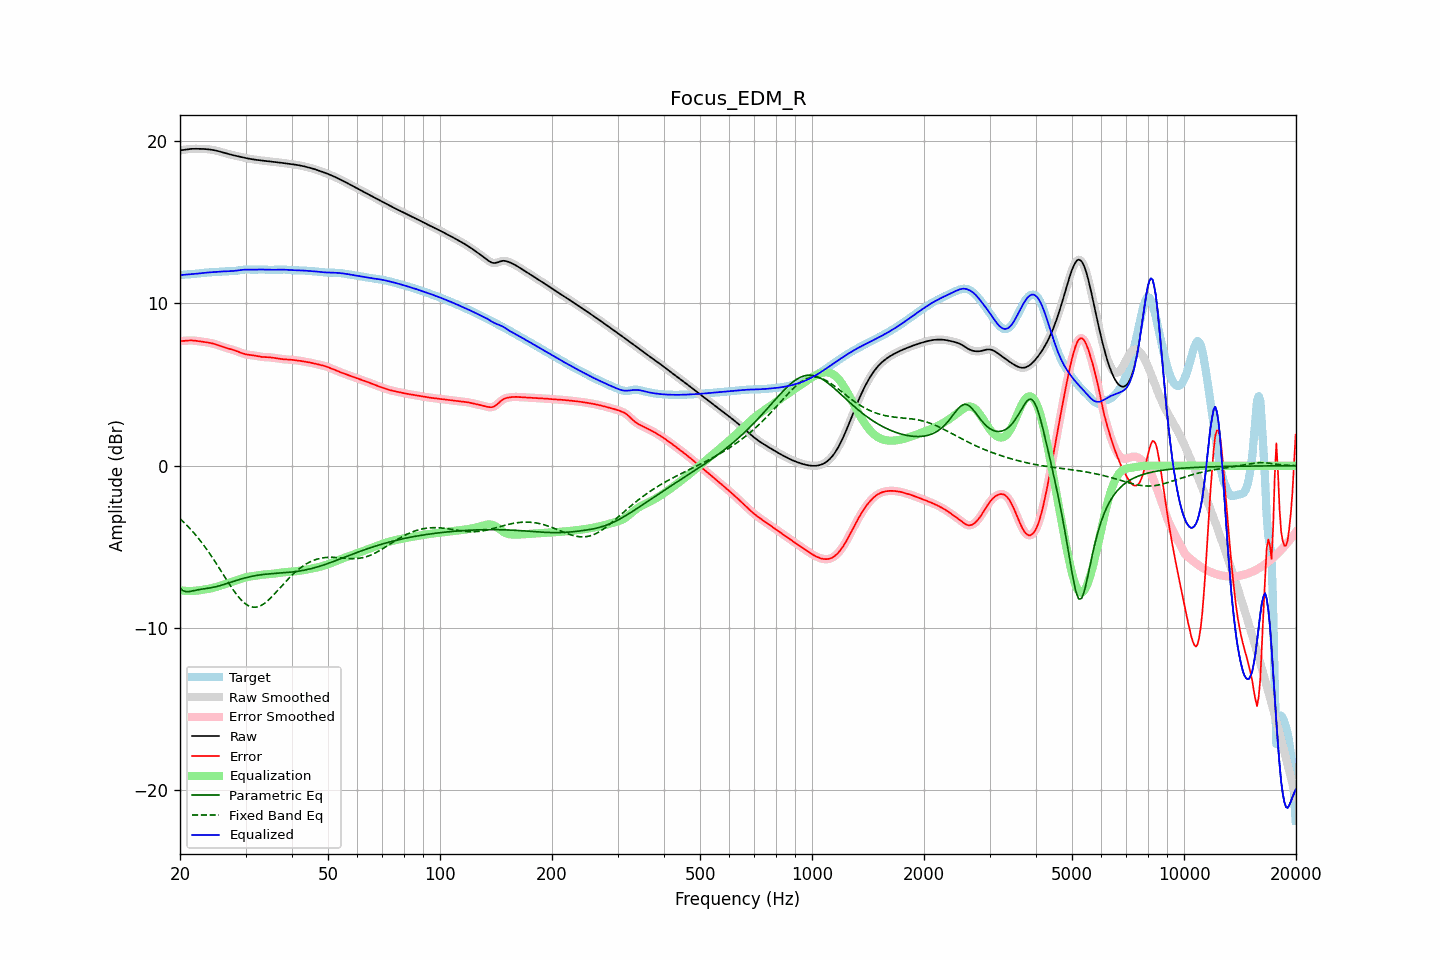 Focus_EDM_R
20
10
0
−10
−20
Amplitude (dBr)
Target
Raw Smoothed
Error Smoothed
Raw
Error
Equalization
Parametric Eq
Fixed Band Eq
Equalized
20 50 100 200 500 1000 2000 5000 10000 20000
Frequency (Hz)